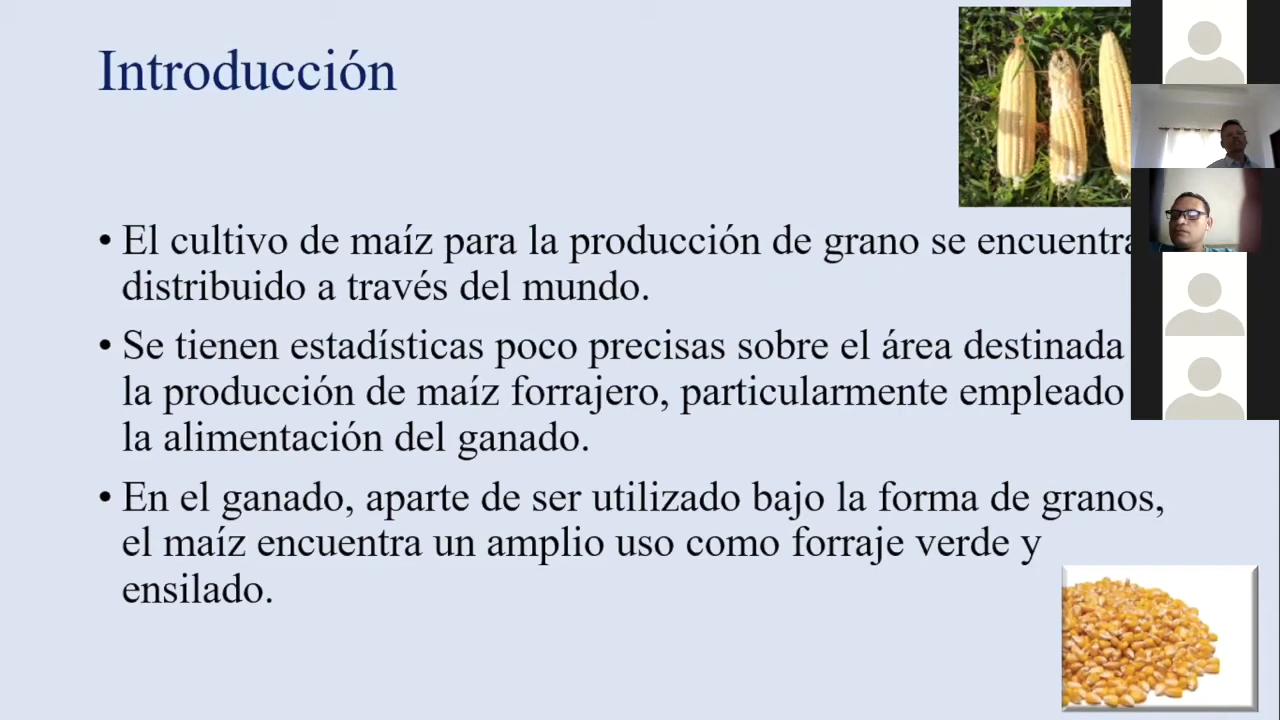 Introducción
• El cultivo de maíz para la producción de grano se encuentra
distribuido a través del mundo.
• Se tienen estadísticas poco precisas sobre el área destinada
la producción de maíz forrajero, particularmente empleado
la alimentación del ganado.
• En el ganado, aparte de ser utilizado bajo la forma de granos,
el maíz encuentra un amplio uso como forraje verde y
ensilado.